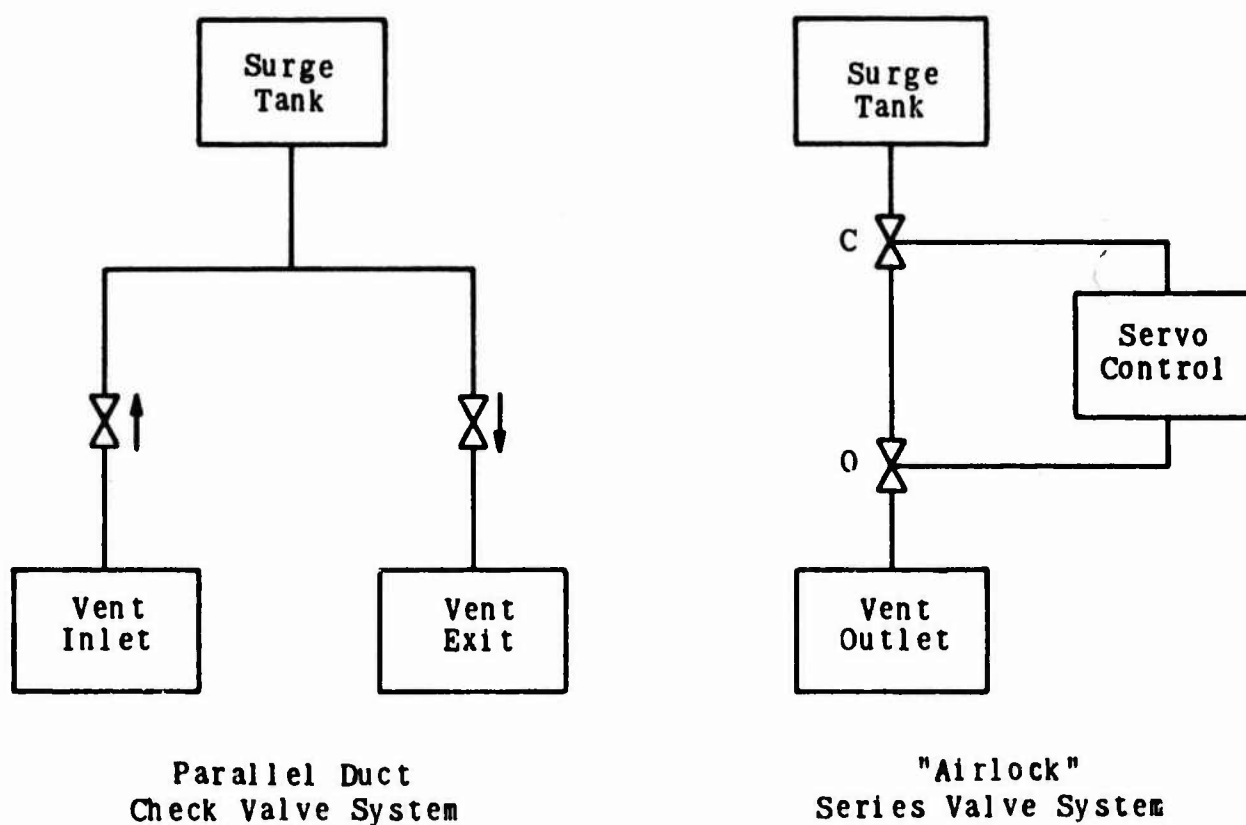 Surge
Tank
Vent
Inlet
Vent
Exit
Parallel Duct
Check Valve System
Surge
Tank
C
Servo
Control
O
Vent
Outlet
"Airlock"
Series Valve System